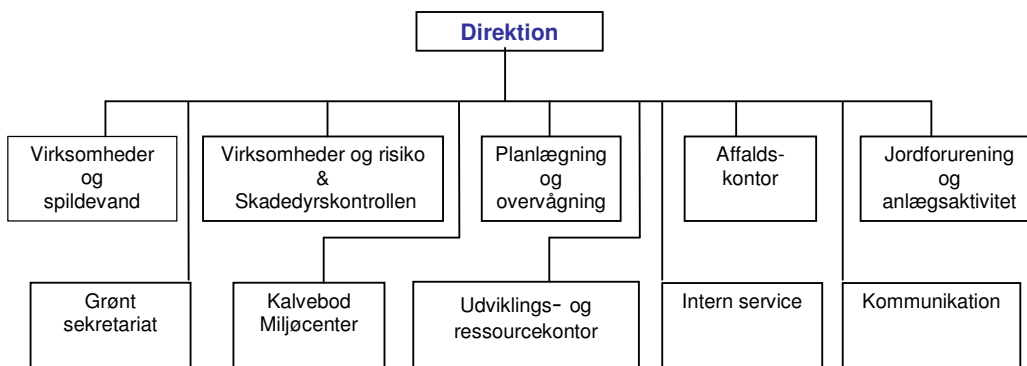 Direktion
Virksomheder
og
spildevand
Virksomheder og risiko
&
Skadedyrskontrollen
Planlægning
og
overvågning
Affalds-
kontor
Jordforurening
og
anlægsaktivitet
Grønt
sekretariat
Kalvebod
Miljøcenter
Udviklings- og
ressourcekontor
Intern service
Kommunikation